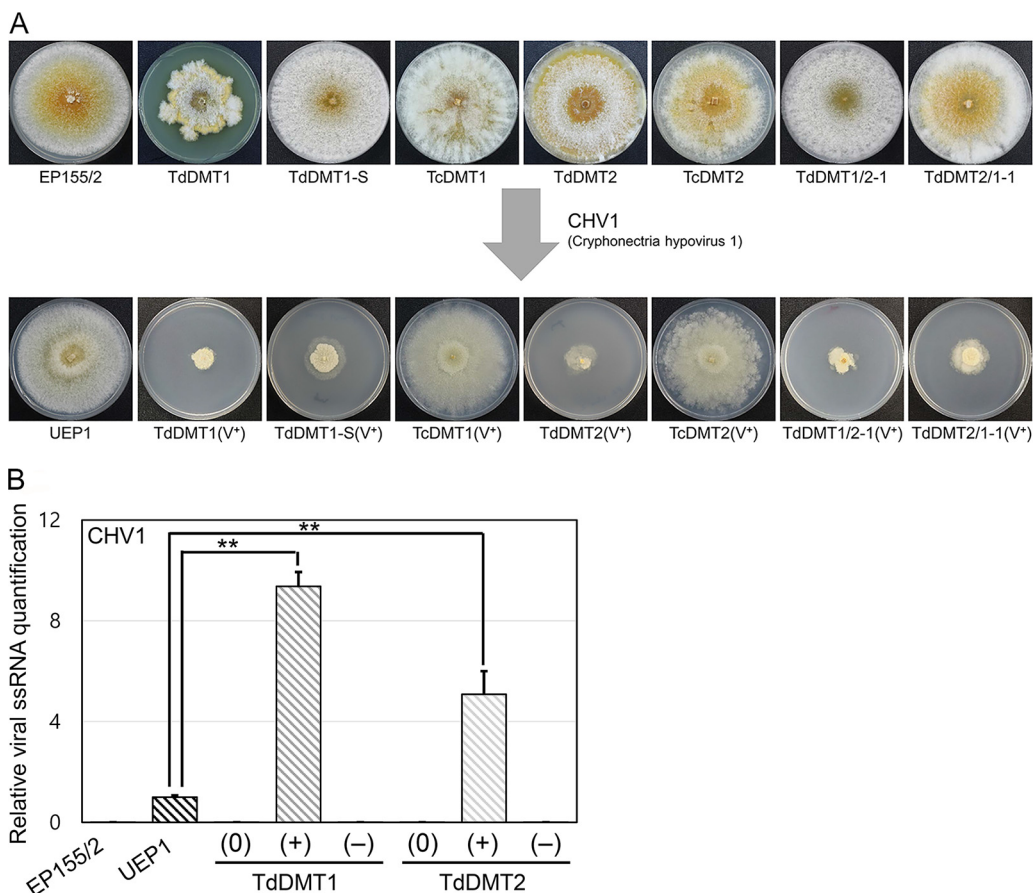 A
EP155/2 TdDMT1 TdDMT1-S TcDMT1 TdDMT2 TcDMT2 TdDMT1/2-1 TdDMT2/1-1
CHV1
(Cryphonectria hypovirus 1)
UEP1 TdDMT1(V⁺) TdDMT1-S(V⁺) TcDMT1(V⁺) TdDMT2(V⁺) TcDMT2(V⁺) TdDMT1/2-1(V⁺) TdDMT2/1-1(V⁺)
B
Relative viral ssRNA quantification
12
CHV1
**
**
8
4
0
EP155/2 UEP1 (0) (+) (–) (0) (+) (–)
TdDMT1 TdDMT2